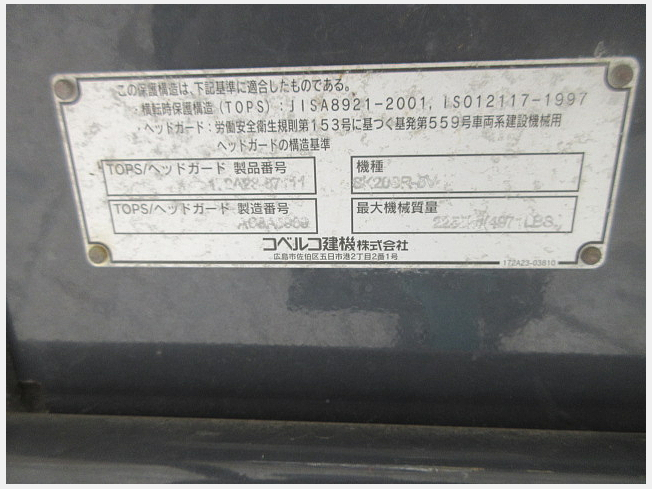 この保護構造は、下記基準に適合したものである。
・横転時保護構造（TOPS）：JISA8921-2001, ISO12117-1997
・ヘッドガード：労働安全衛生規則第153号に基づく基発第559号車両系建設機械用
ヘッドガードの構造基準
TOPS/ヘッドガード 製品番号
機種
TOPS/ヘッドガード 製造番号
最大機械質量
コベルコ建機株式会社
広島市佐伯区五日市港2丁目2番1号